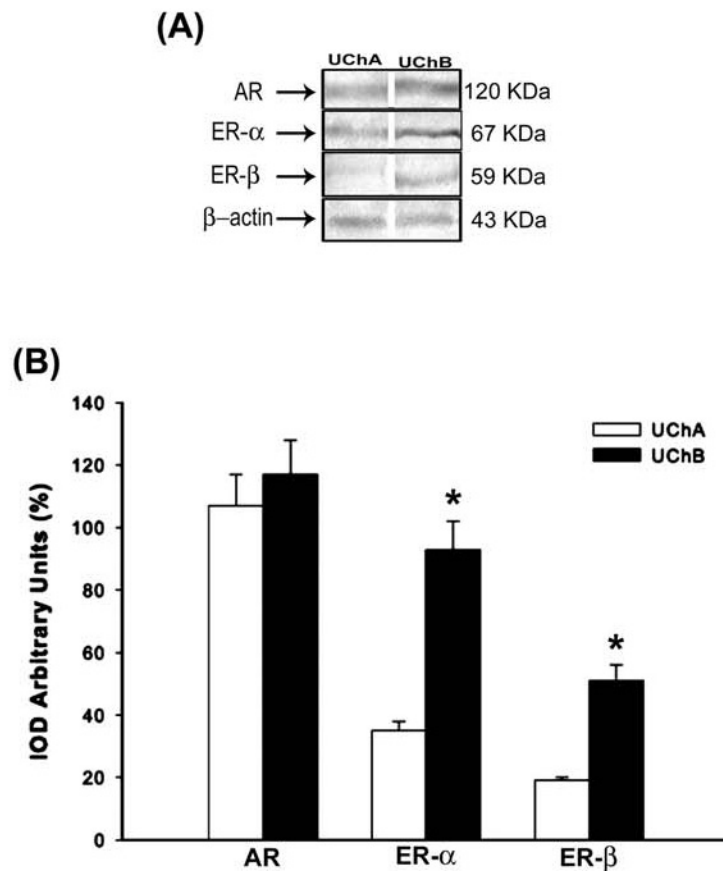 (A)
UChA UChB
AR 120 KDa
ER-α 67 KDa
ER-β 59 KDa
β–actin 43 KDa
(B)
IOD Arbitrary Units (%)
140
120
100
80
60
40
20
0
UChA
UChB
*
*
AR ER-α ER-β